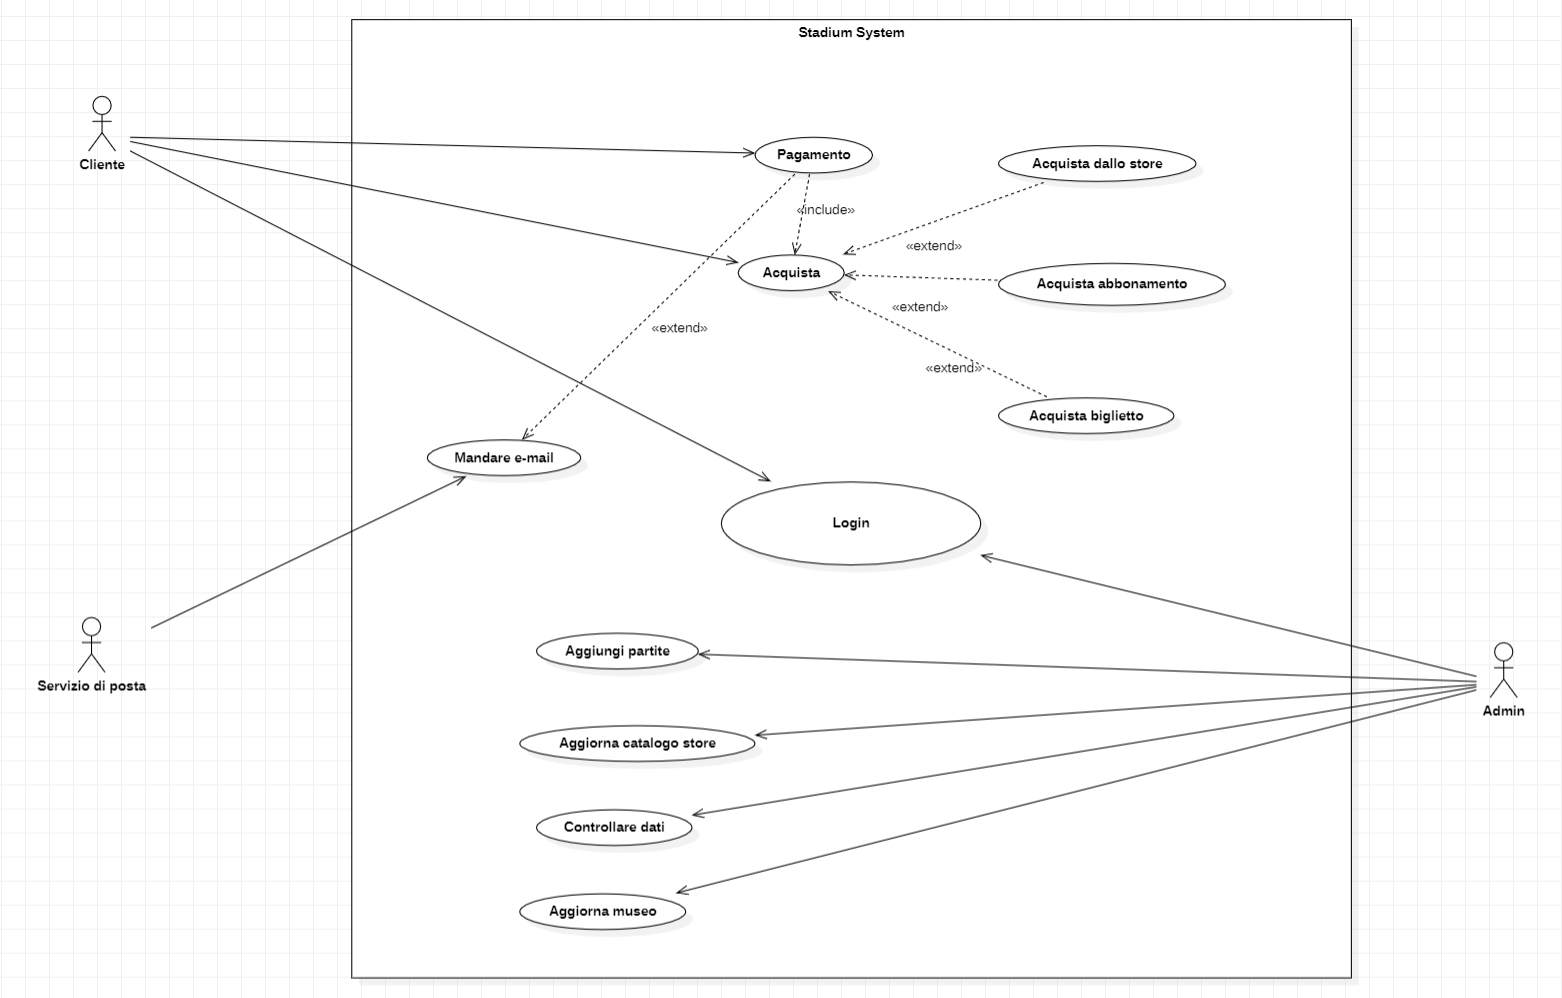 Stadium System
Cliente
Pagamento
Acquista dallo store
«include»
«extend»
Acquista
Acquista abbonamento
«extend»
«extend»
«extend»
Acquista biglietto
Mandare e-mail
Login
Servizio di posta
Aggiungi partite
Admin
Aggiorna catalogo store
Controllare dati
Aggiorna museo